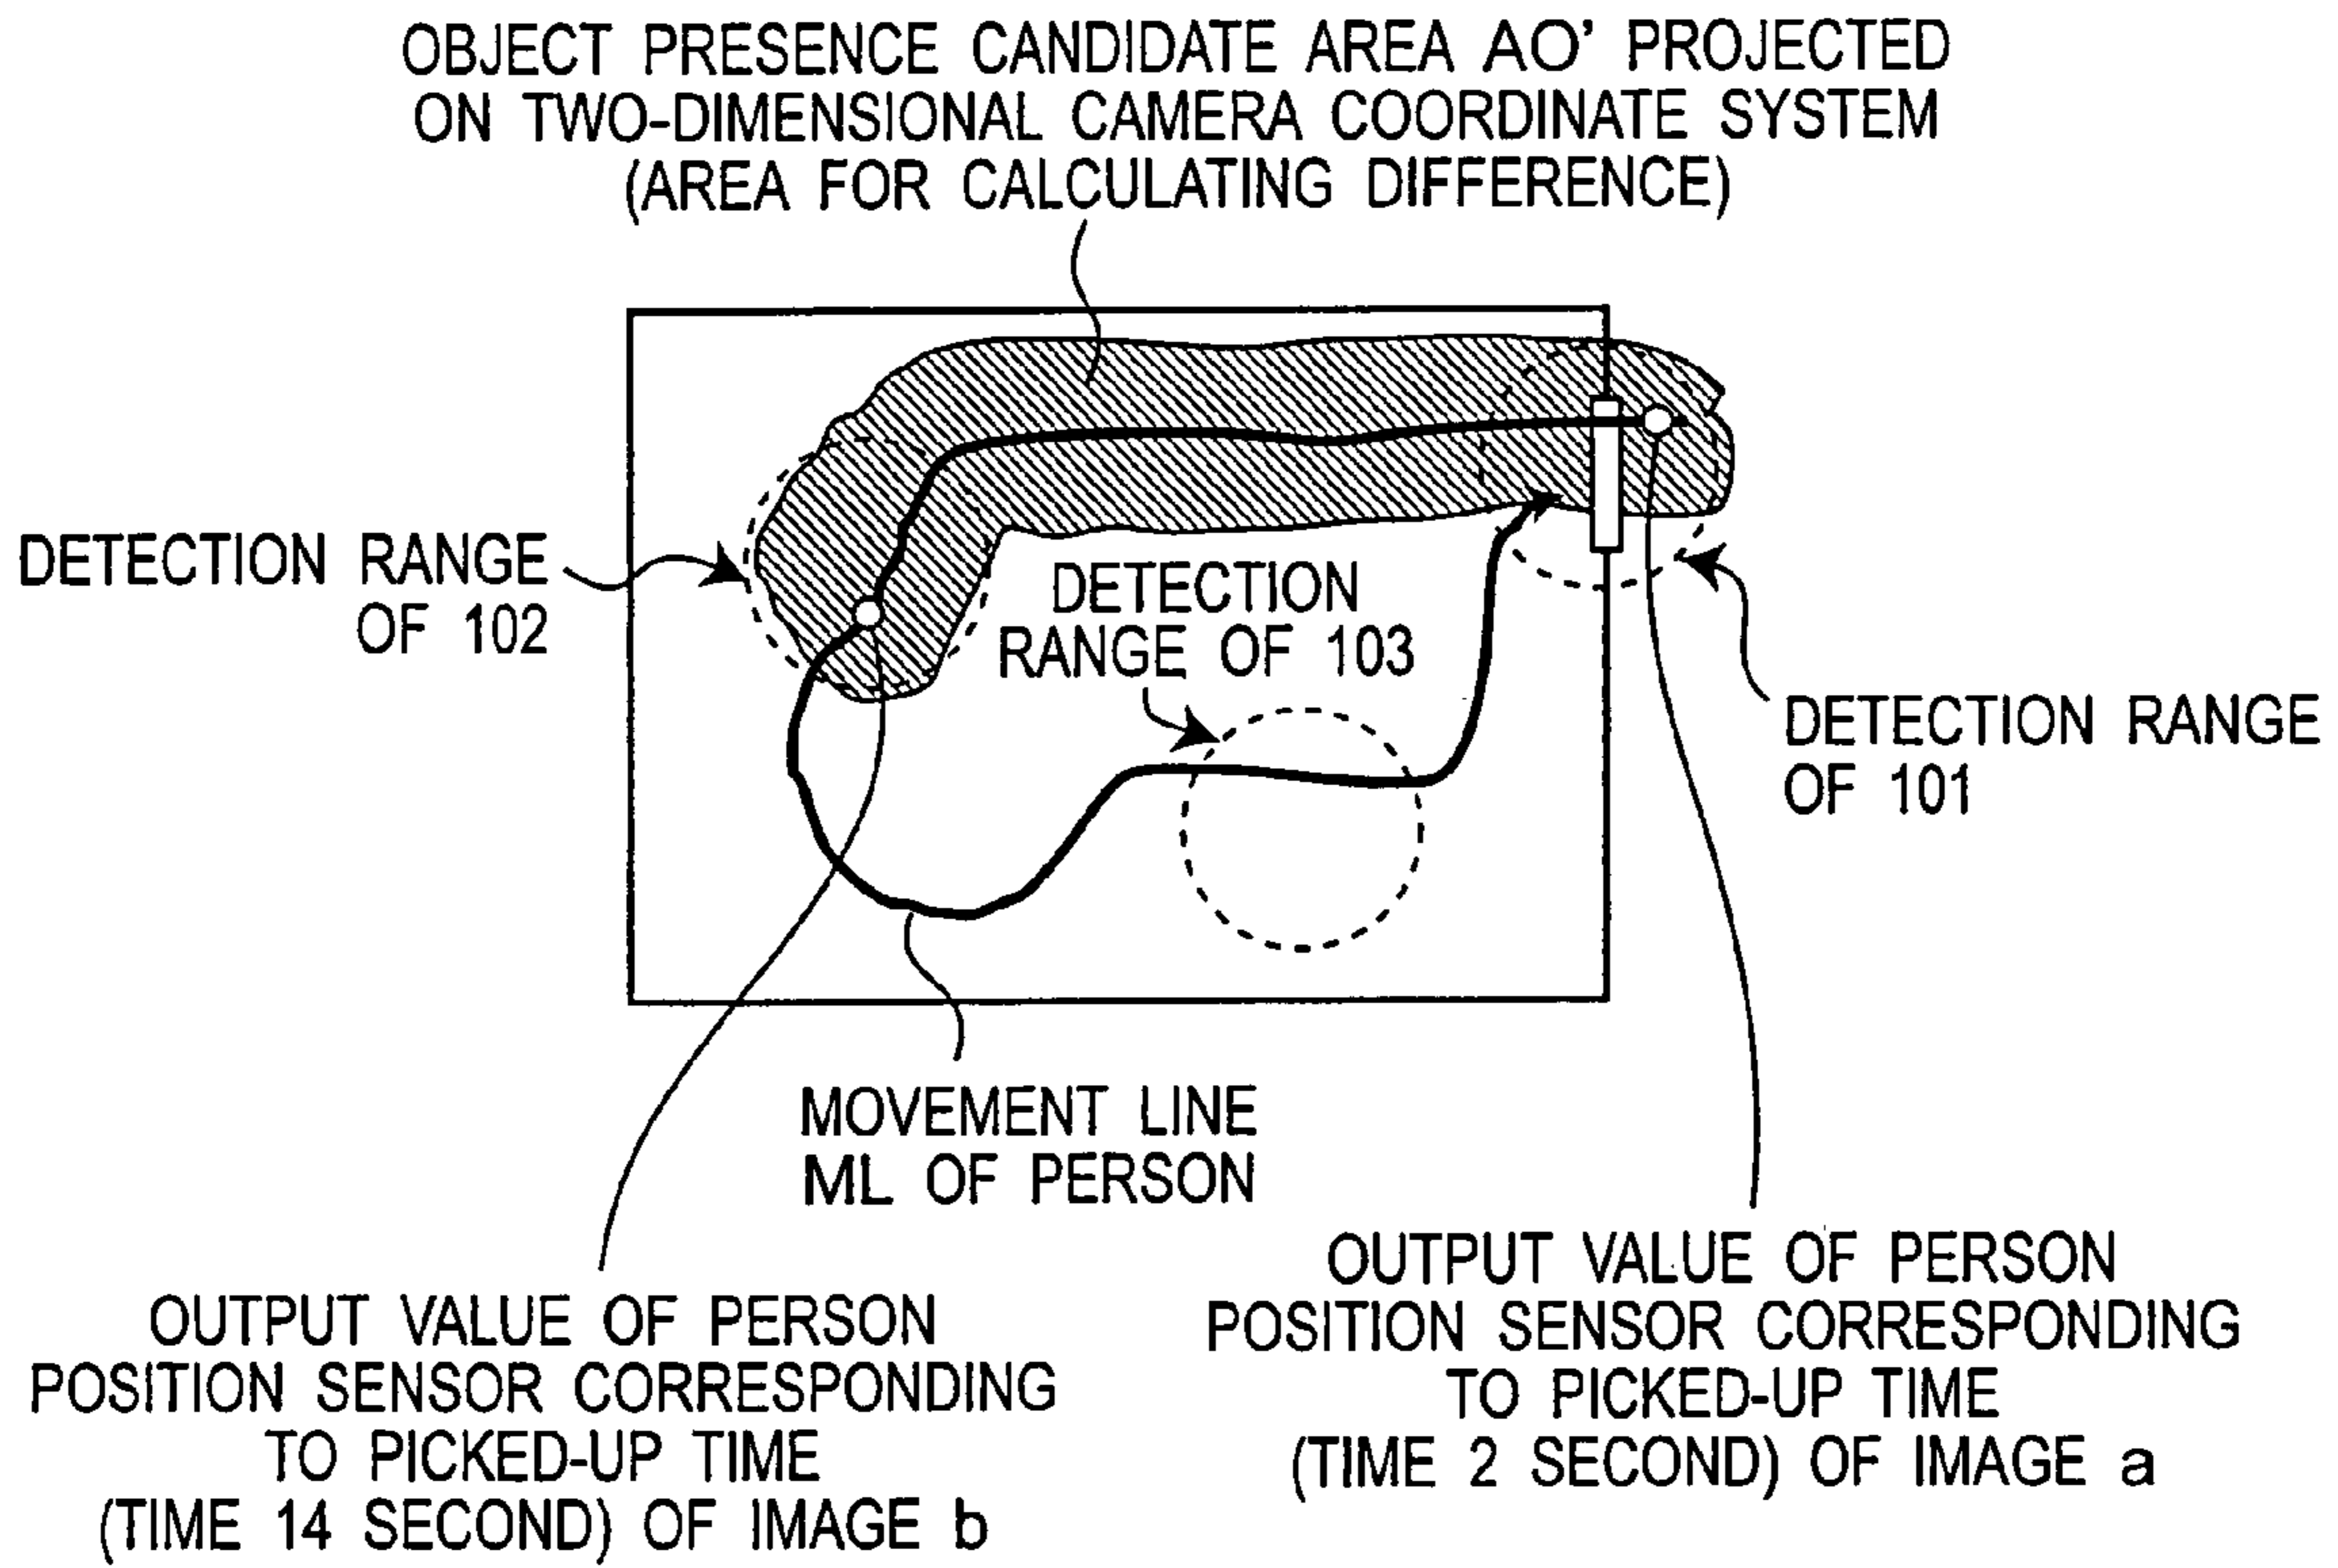 OBJECT PRESENCE CANDIDATE AREA AO' PROJECTED
ON TWO-DIMENSIONAL CAMERA COORDINATE SYSTEM
(AREA FOR CALCULATING DIFFERENCE)
DETECTION RANGE
OF 102
DETECTION
RANGE OF 103
DETECTION RANGE
OF 101
MOVEMENT LINE
ML OF PERSON
OUTPUT VALUE OF PERSON
POSITION SENSOR CORRESPONDING
TO PICKED-UP TIME
(TIME 14 SECOND) OF IMAGE b
OUTPUT VALUE OF PERSON
POSITION SENSOR CORRESPONDING
TO PICKED-UP TIME
(TIME 2 SECOND) OF IMAGE a